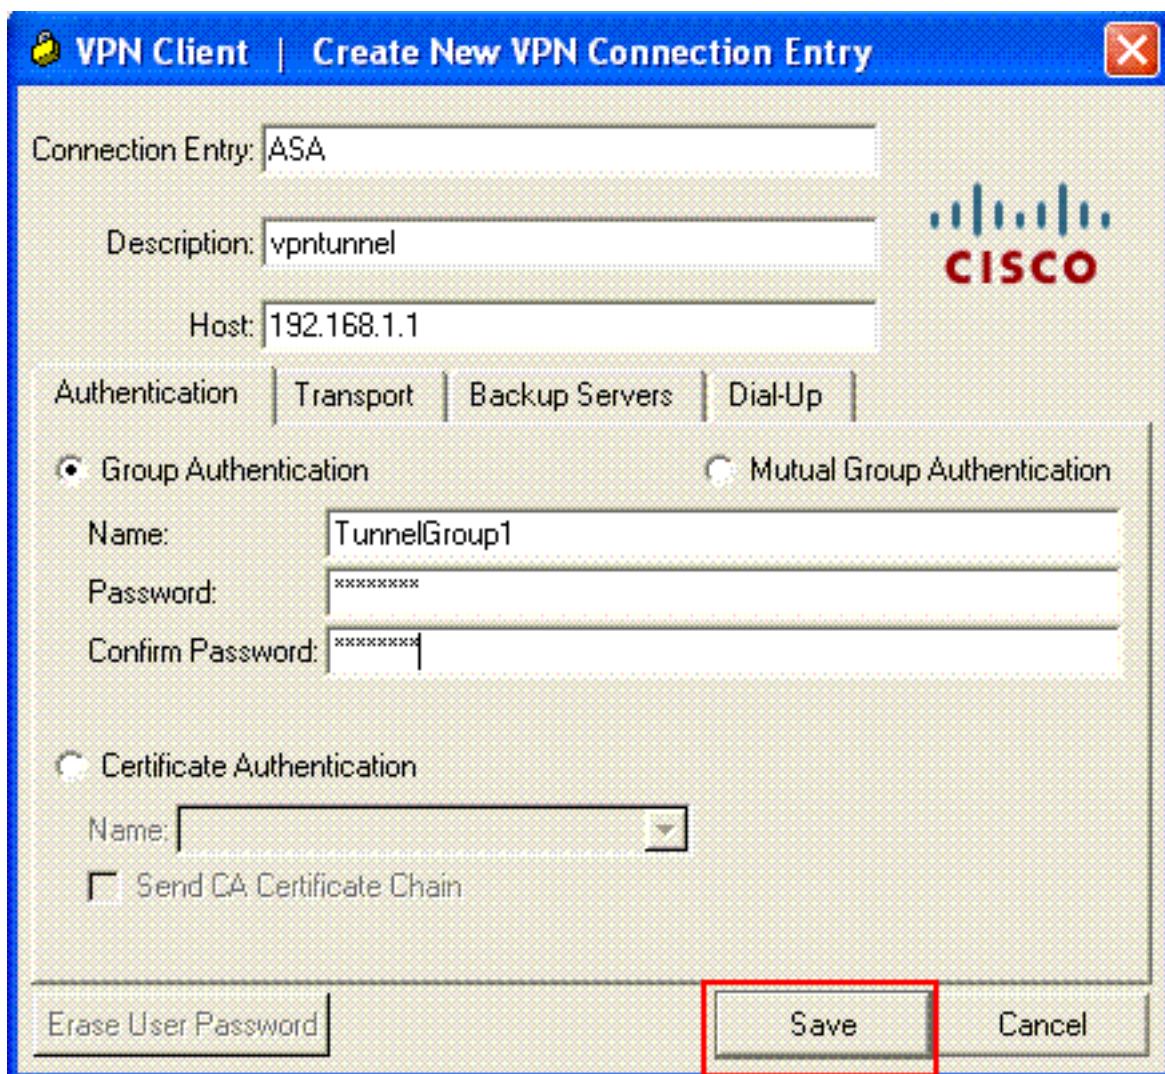 VPN Client | Create New VPN Connection Entry
Connection Entry: ASA
CISCO
Description: vpntunnel
Host: 192.168.1.1
Authentication Transport Backup Servers Dial-Up
Group Authentication Mutual Group Authentication
Name: TunnelGroup1
Password: ********
Confirm Password: ********
Certificate Authentication
Name:
Send CA Certificate Chain
Erase User Password Save Cancel